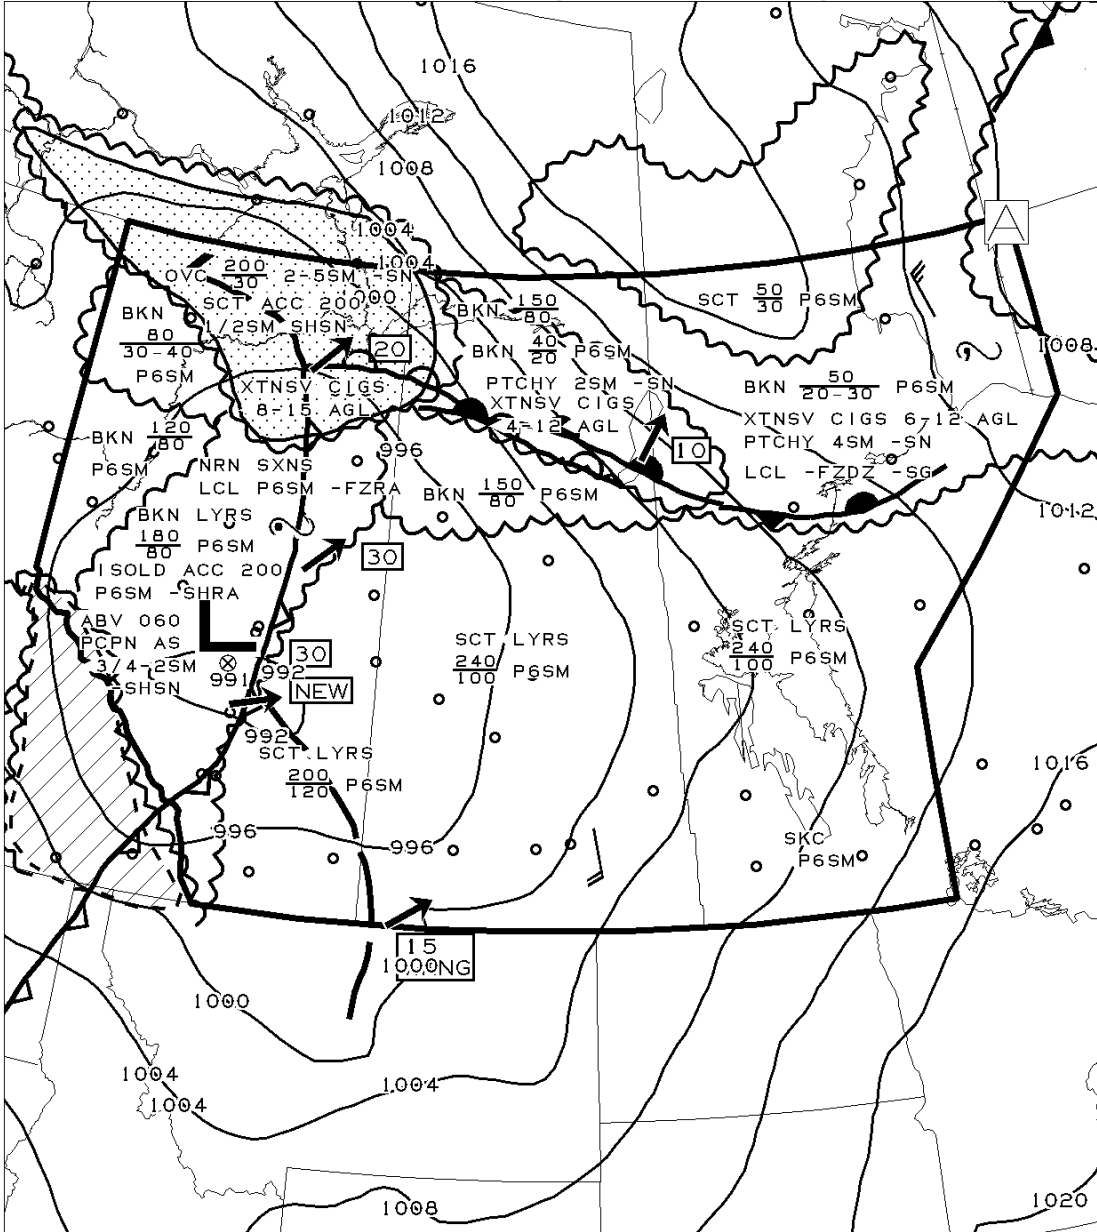 1016
1012
1008
1004
1004
A
OVC 200/30 2-5SM -SN
SCT ACC 200
1/2SM SHSN
20
XTNSV CIGS
8-15 AGL
BKN
80/30-40
P6SM
BKN 120/80
P6SM
BKN 150/80
BKN 40/20 P6SM
PTCHY 2SM -SN
XTNSV CIGS
4-12 AGL
10
SCT 50/30 P6SM
1008
BKN 50/20-30 P6SM
XTNSV CIGS 6-12 AGL
PTCHY 4SM -SN
LCL -FZDZ -SG
1012
996
NRN SXNS
LCL P6SM -FZRA
BKN 150/80 P6SM
BKN LYRS
180/80 P6SM
ISOLD ACC 200
P6SM -SHRA
ABV 060
PCPN AS
3/4-2SM
-SHSN
30
L
30
NEW
991
992
992
SCT LYRS
240/100 P6SM
SCT LYRS
240/100 P6SM
SCT LYRS
200/120 P6SM
1016
996
996
SKC
P6SM
15
1000
1000
1004
1004
1004
1008
1020